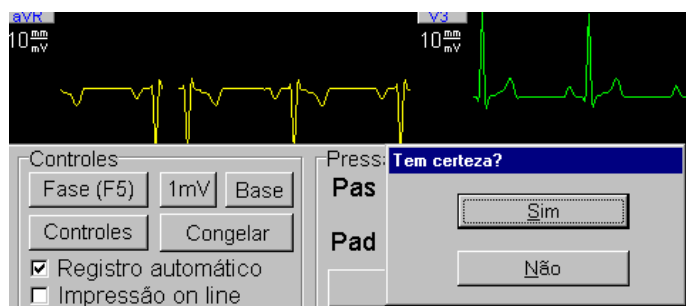 aVR
V3
10 mm/mV
10 mm/mV
Controles
Press
Tem certeza?
Fase (F5)
1mV
Base
Pas
Sim
Controles
Congelar
Pad
Não
Registro automático
Impressão on line